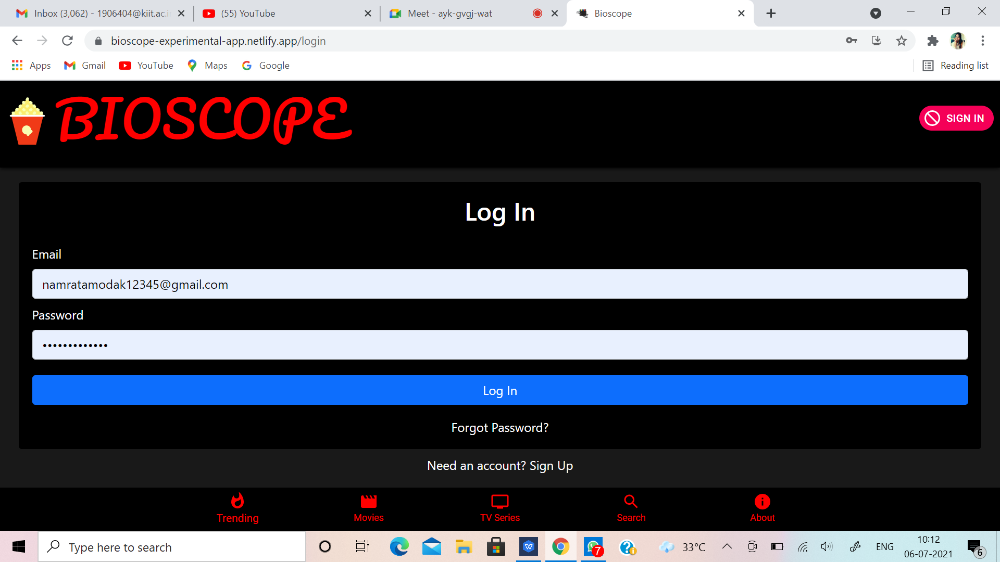 Inbox (3,062) - 1906404@kiit.ac.i
(55) YouTube
Meet - ayk-gvgj-wat
Bioscope
bioscope-experimental-app.netlify.app/login
Apps
Gmail
YouTube
Maps
Google
Reading list
BIOSCOPE
SIGN IN
Log In
Email
namratamodak12345@gmail.com
Password
•••••••••••••
Log In
Forgot Password?
Need an account? Sign Up
Trending
Movies
TV Series
Search
About
Type here to search
7
33°C
ENG
10:12
06-07-2021
6